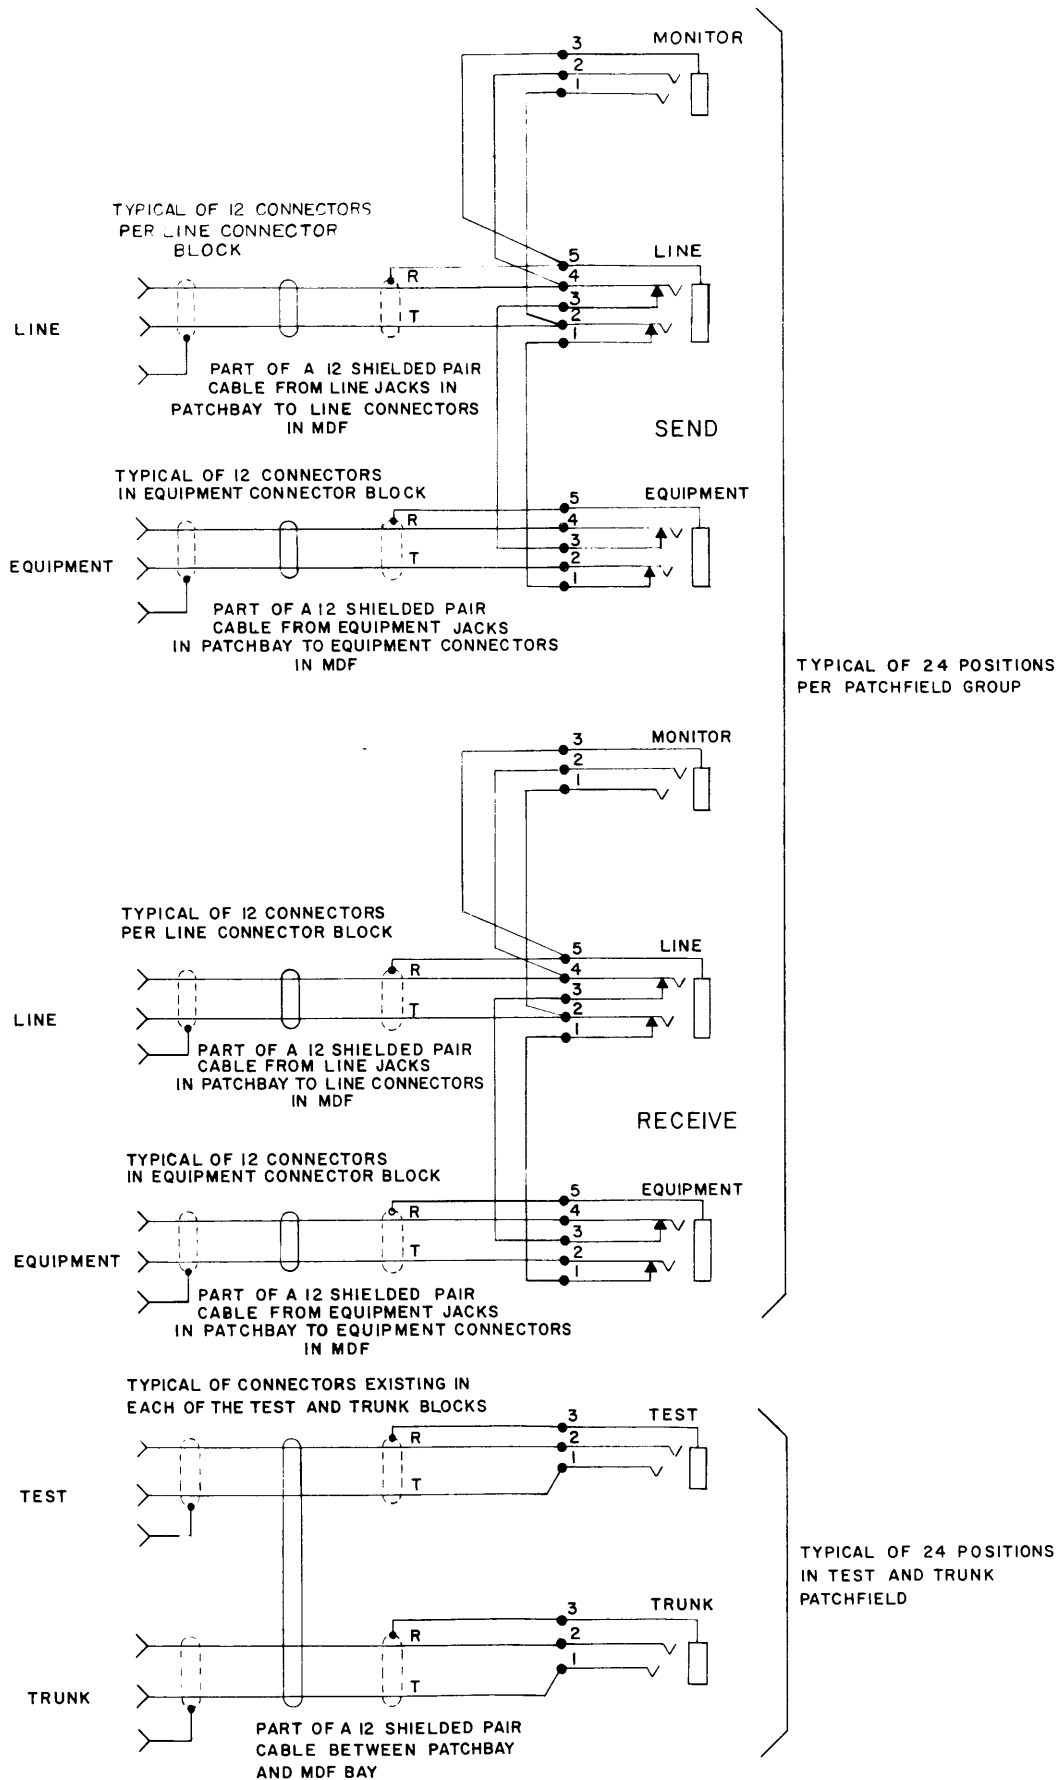 3
MONITOR
2
1
TYPICAL OF 12 CONNECTORS
PER LINE CONNECTOR
BLOCK
5
LINE
R
4
3
LINE
T
2
1
PART OF A 12 SHIELDED PAIR
CABLE FROM LINE JACKS IN
PATCHBAY TO LINE CONNECTORS
IN MDF
SEND
TYPICAL OF 12 CONNECTORS
IN EQUIPMENT CONNECTOR BLOCK
5
EQUIPMENT
R
4
3
EQUIPMENT
T
2
1
PART OF A 12 SHIELDED PAIR
CABLE FROM EQUIPMENT JACKS
IN PATCHBAY TO EQUIPMENT CONNECTORS
IN MDF
TYPICAL OF 24 POSITIONS
PER PATCHFIELD GROUP
3
MONITOR
2
1
TYPICAL OF 12 CONNECTORS
PER LINE CONNECTOR BLOCK
5
LINE
R
4
3
LINE
T
2
1
PART OF A 12 SHIELDED PAIR
CABLE FROM LINE JACKS
IN PATCHBAY TO LINE CONNECTORS
IN MDF
RECEIVE
TYPICAL OF 12 CONNECTORS
IN EQUIPMENT CONNECTOR BLOCK
5
EQUIPMENT
R
4
3
EQUIPMENT
T
2
1
PART OF A 12 SHIELDED PAIR
CABLE FROM EQUIPMENT JACKS
IN PATCHBAY TO EQUIPMENT CONNECTORS
IN MDF
TYPICAL OF CONNECTORS EXISTING IN
EACH OF THE TEST AND TRUNK BLOCKS
3
TEST
R
2
1
TEST
T
TYPICAL OF 24 POSITIONS
IN TEST AND TRUNK
PATCHFIELD
3
TRUNK
R
2
1
TRUNK
T
PART OF A 12 SHIELDED PAIR
CABLE BETWEEN PATCHBAY
AND MDF BAY